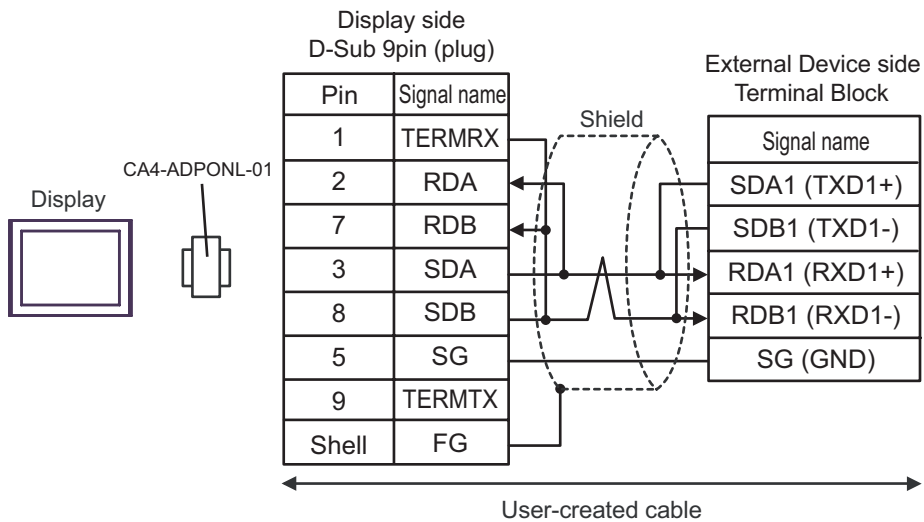 Display side
D-Sub 9pin (plug)
External Device side
Terminal Block
Pin Signal name
Shield
Signal name
1 TERMRX
CA4-ADPONL-01
2 RDA
SDA1 (TXD1+)
Display
7 RDB
SDB1 (TXD1-)
3 SDA
RDA1 (RXD1+)
8 SDB
RDB1 (RXD1-)
5 SG
SG (GND)
9 TERMTX
Shell FG
User-created cable